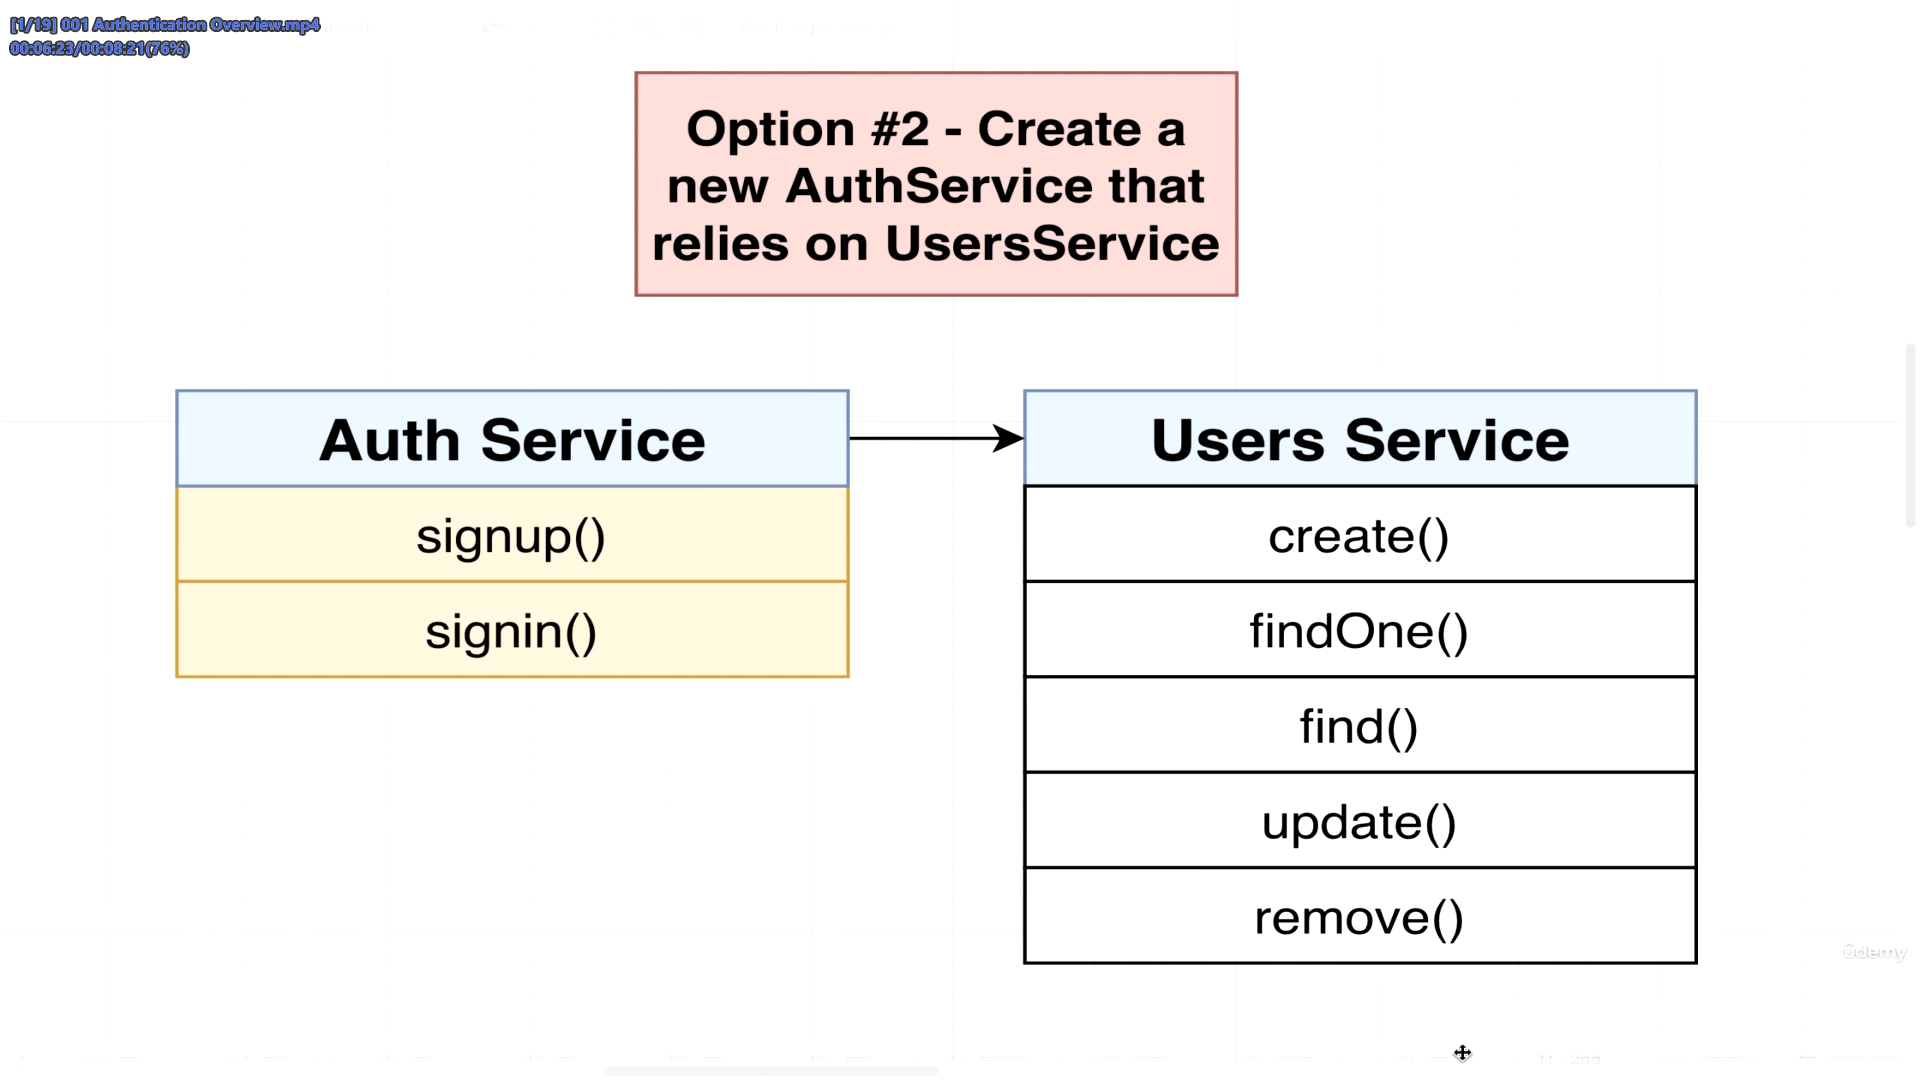 [1/19] 001 Authentication Overview.mp4
00:06:23/00:08:21(76%)
Option #2 - Create a
new AuthService that
relies on UsersService
Auth Service
signup()
signin()
Users Service
create()
findOne()
find()
update()
remove()
ûdemy